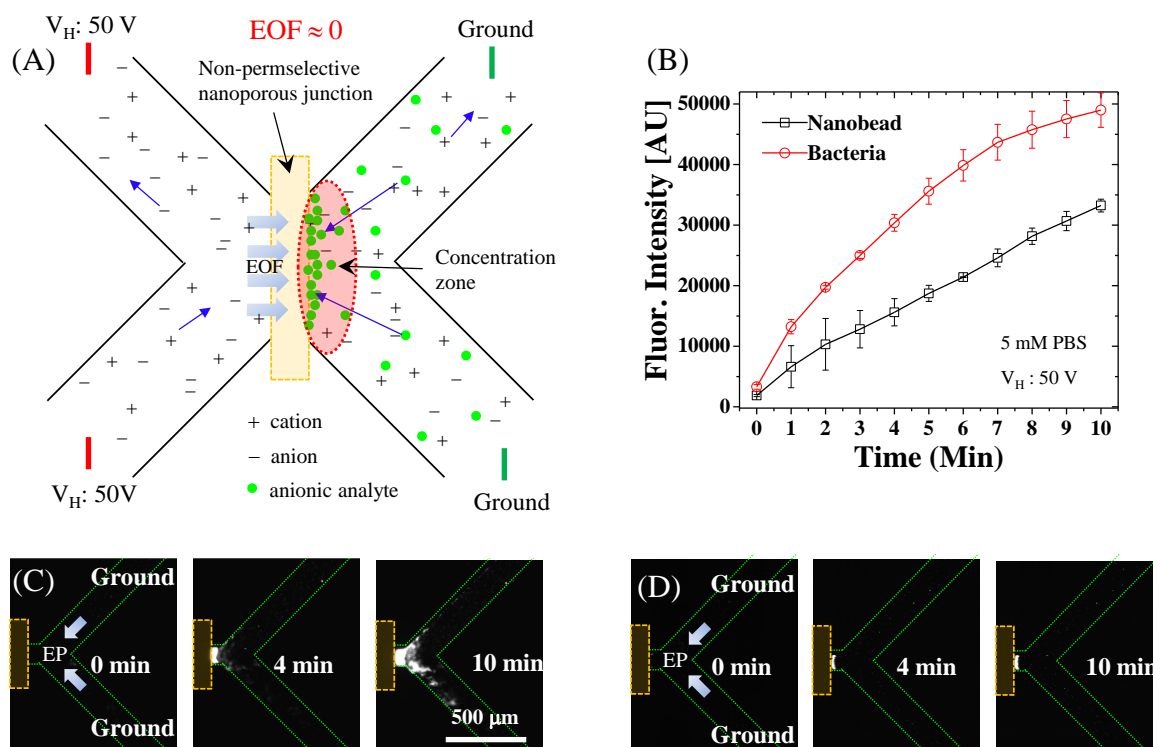 (A)
V_H: 50 V
EOF ≈ 0
Ground
Non-permselective
nanoporous junction
EOF
Concentration
zone
+ cation
− anion
anionic analyte
V_H: 50V
Ground
(B)
Fluor. Intensity [AU]
50000
40000
30000
20000
10000
0
Nanobead
Bacteria
5 mM PBS
V_H : 50 V
0 1 2 3 4 5 6 7 8 9 10
Time (Min)
(C)
Ground
EP
0 min
Ground
4 min
10 min
500 µm
(D)
Ground
EP
0 min
Ground
4 min
10 min